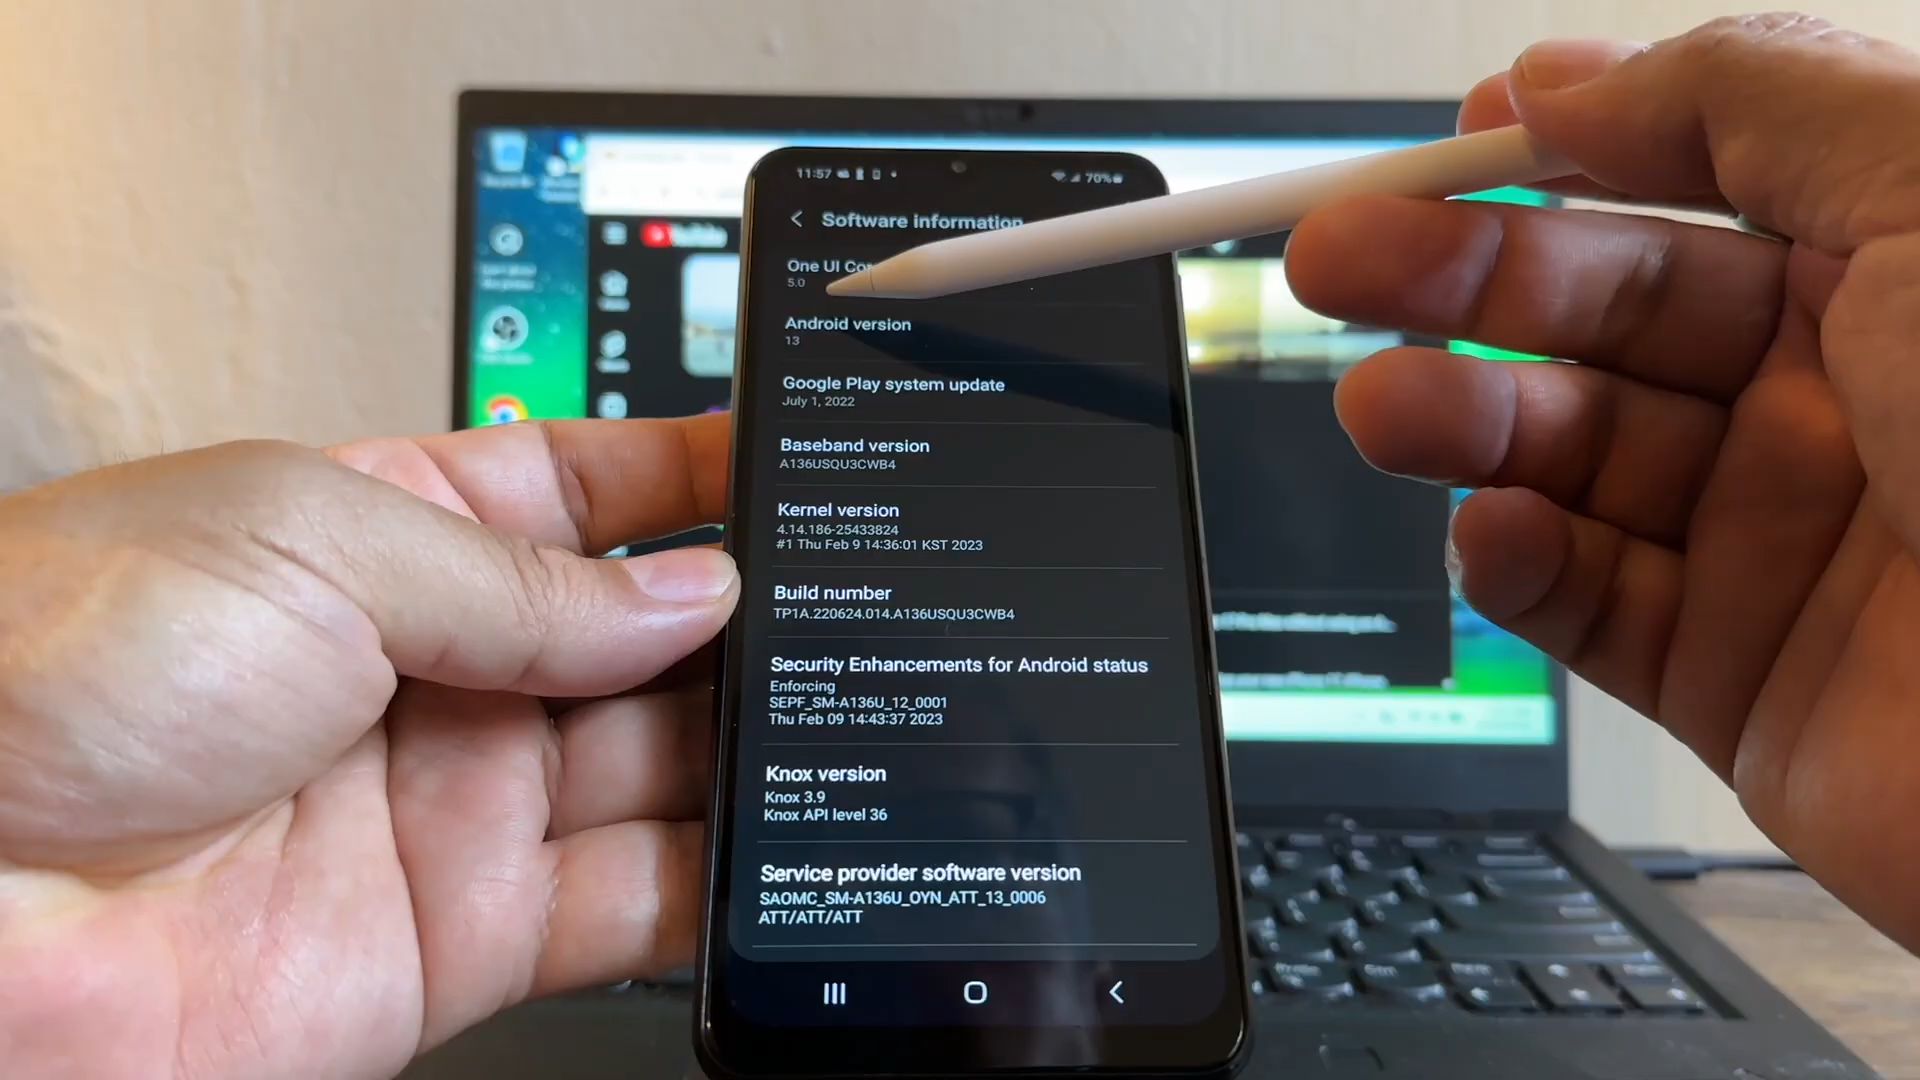 11:57
70%
Software information
One UI
5.0
Android version
13
Google Play system update
July 1, 2022
Baseband version
A136USQU3CWB4
Kernel version
4.14.186-25433824
#1 Thu Feb 9 14:36:01 KST 2023
Build number
TP1A.220624.014.A136USQU3CWB4
Security Enhancements for Android status
Enforcing
SEPF_SM-A136U_12_0001
Thu Feb 09 14:43:37 2023
Knox version
Knox 3.9
Knox API level 36
Service provider software version
SAOMC_SM-A136U_OYN_ATT_13_0006
ATT/ATT/ATT
YouTube